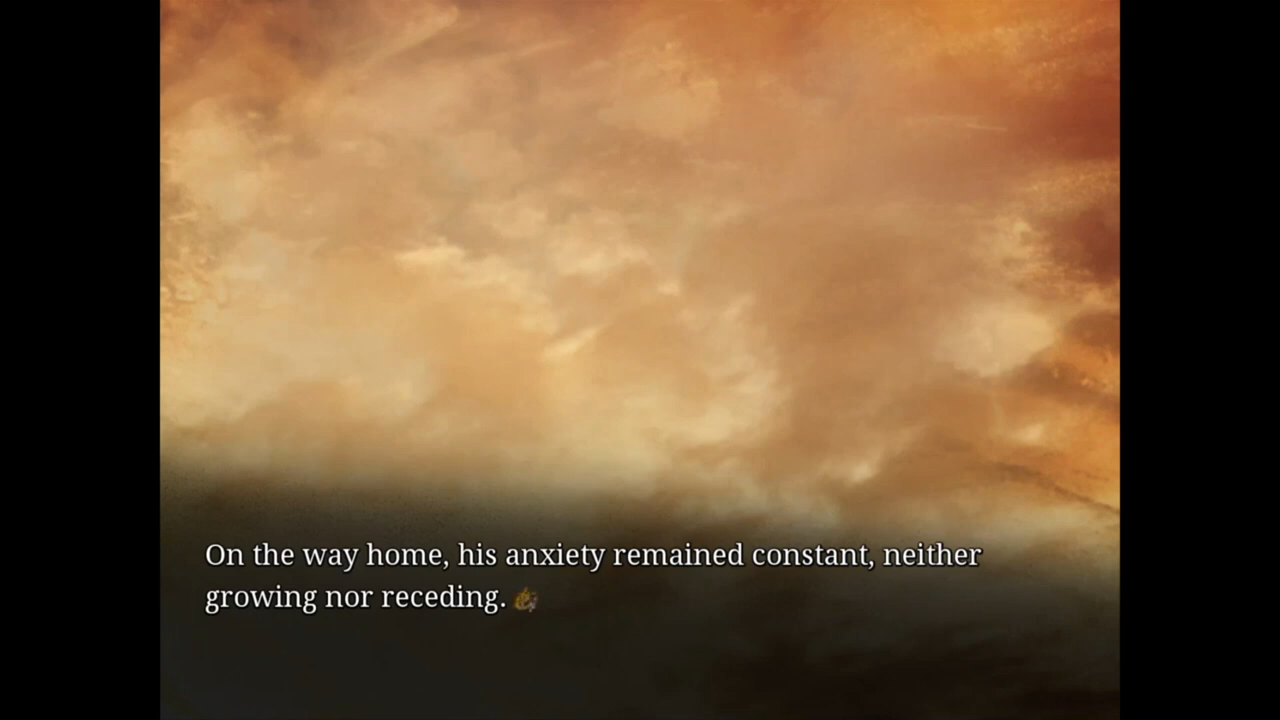 On the way home, his anxiety remained constant, neither
growing nor receding.